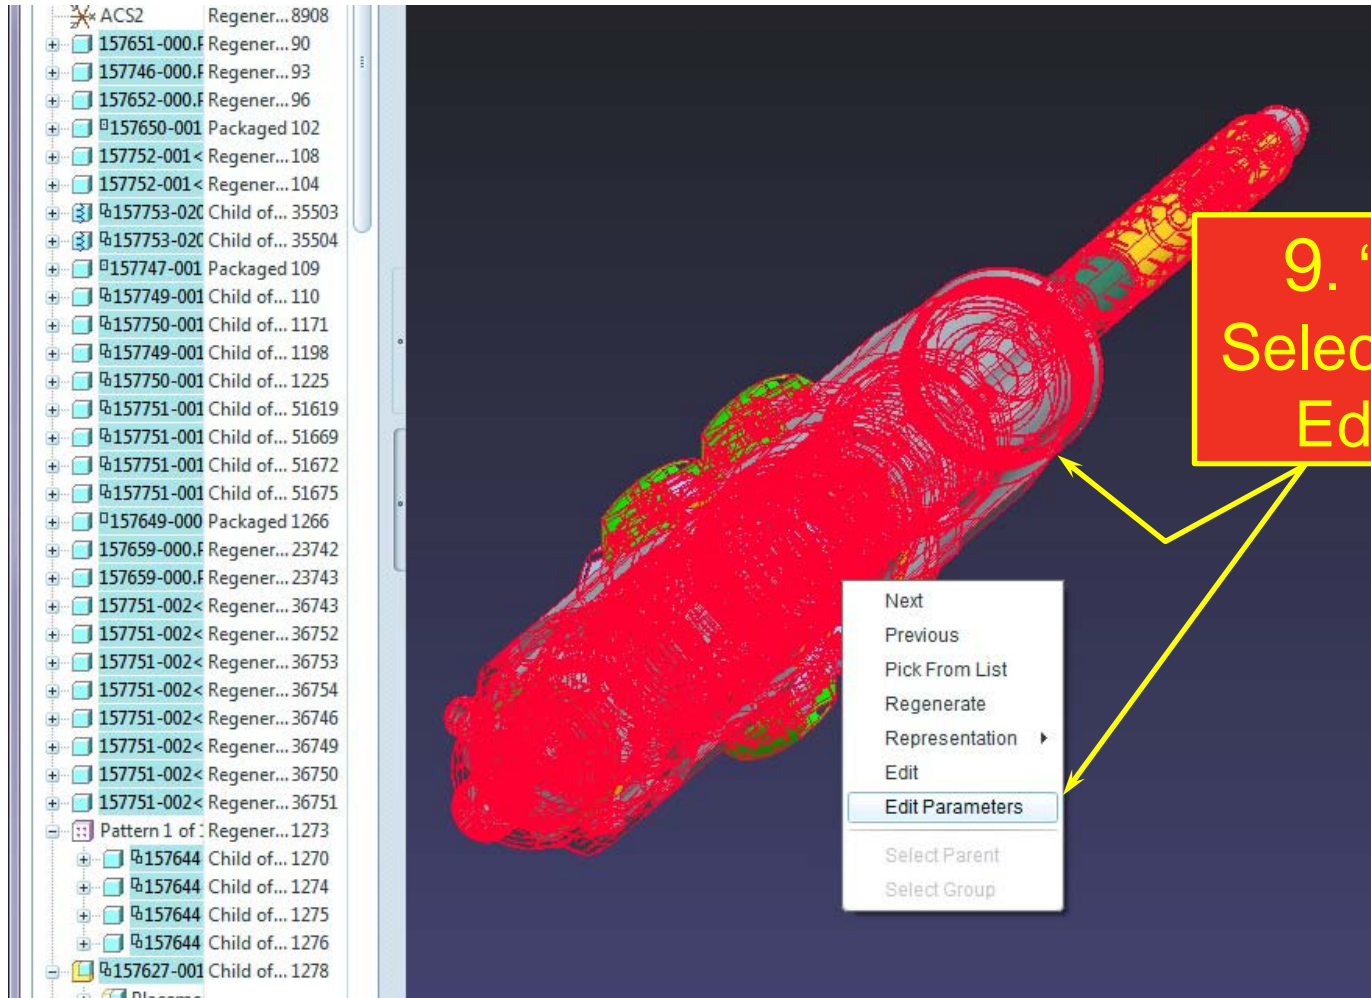 ACS2 Regener... 8908
157651-000.P Regener... 90
157746-000.P Regener... 93
157652-000.P Regener... 96
157650-001 Packaged 102
157752-001< Regener... 108
157752-001< Regener... 104
157753-020 Child of... 35503
157753-020 Child of... 35504
157747-001 Packaged 109
157749-001 Child of... 110
157750-001 Child of... 1171
157749-001 Child of... 1198
157750-001 Child of... 1225
157751-001 Child of... 51619
157751-001 Child of... 51669
157751-001 Child of... 51672
157751-001 Child of... 51675
157649-000 Packaged 1266
157659-000.P Regener... 23742
157659-000.P Regener... 23743
157751-002< Regener... 36743
157751-002< Regener... 36752
157751-002< Regener... 36753
157751-002< Regener... 36754
157751-002< Regener... 36746
157751-002< Regener... 36749
157751-002< Regener... 36750
157751-002< Regener... 36751
Pattern 1 of Regener... 1273
157644 Child of... 1270
157644 Child of... 1274
157644 Child of... 1275
157644 Child of... 1276
157627-001 Child of... 1278
9. "
Selec
Ed
Next
Previous
Pick From List
Regenerate
Representation
Edit
Edit Parameters
Select Parent
Select Group